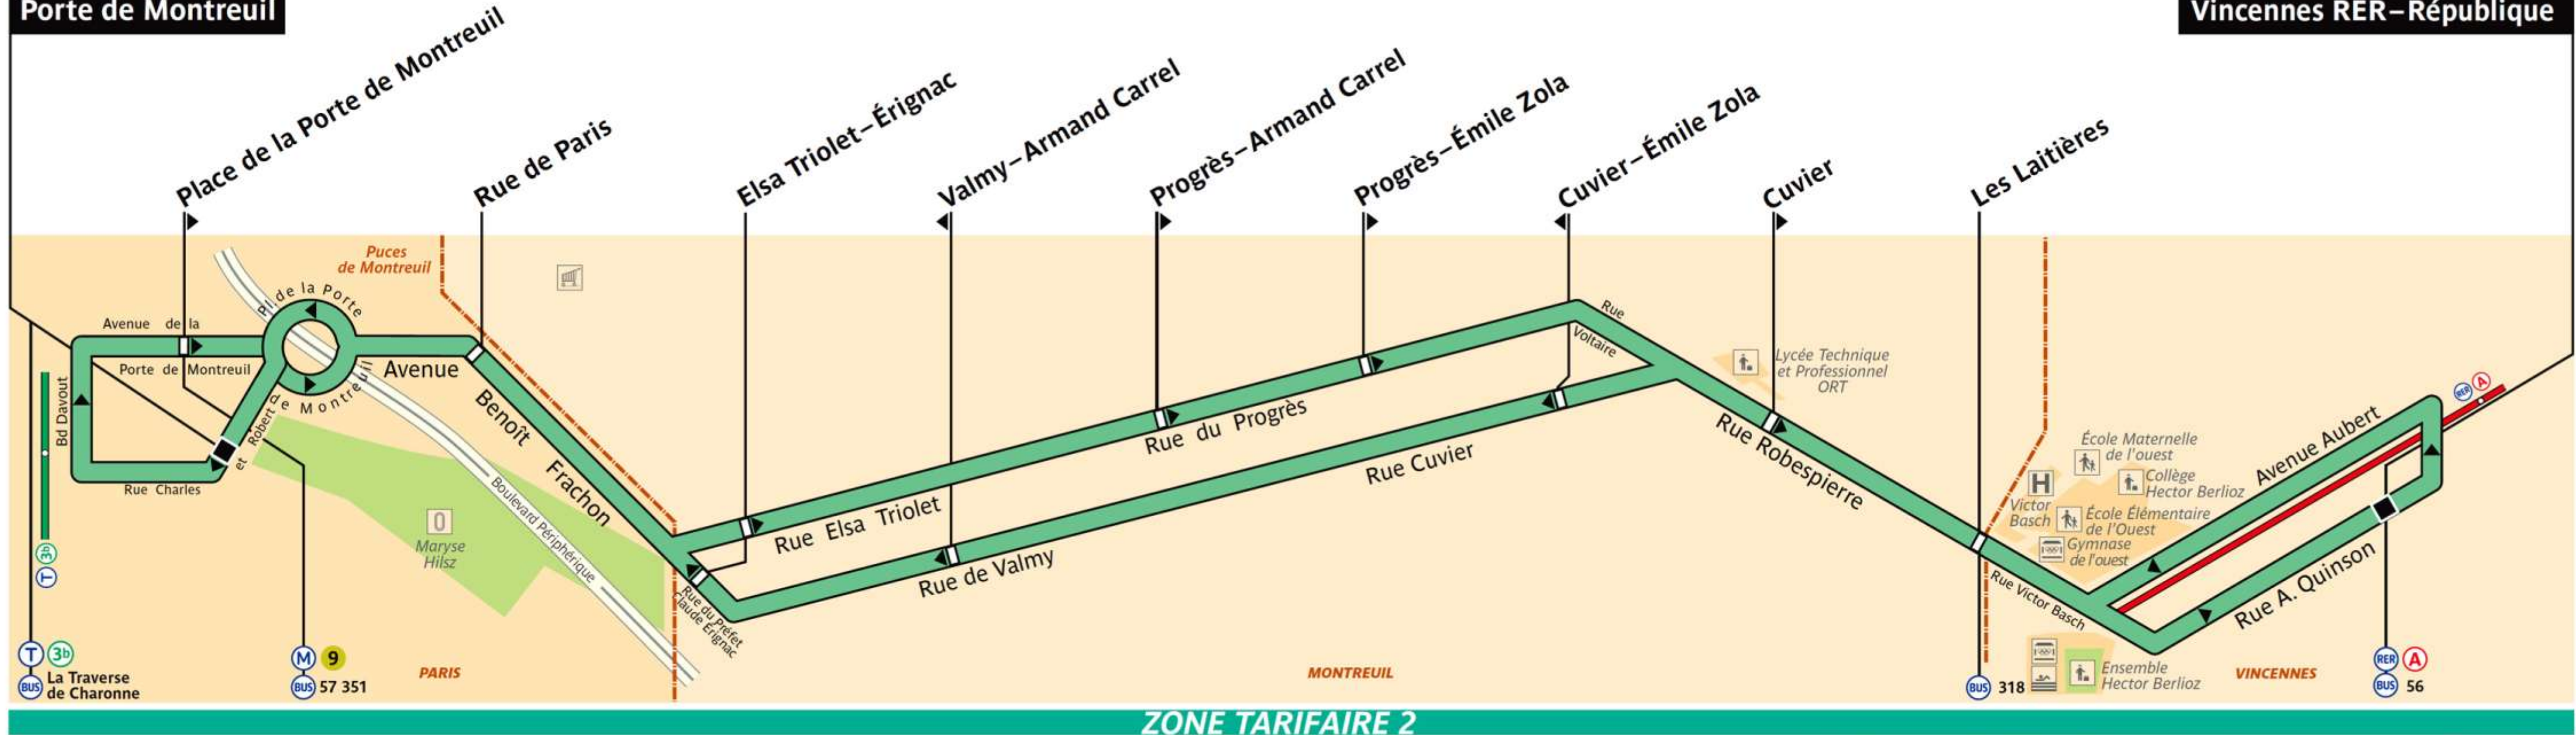 Porte de Montreuil
Vincennes RER–République
Place de la Porte de Montreuil
Rue de Paris
Elsa Triolet–Érignac
Valmy–Armand Carrel
Progrès–Armand Carrel
Progrès–Émile Zola
Cuvier–Émile Zola
Cuvier
Les Laitières
Puces
de Montreuil
Pl. de la Porte
de Montreuil
Avenue de la
Porte de Montreuil
Bd Davout
Rue Charles
et Robert
Avenue
Benoît
Frachon
Boulevard Périphérique
Maryse
Hilsz
Rue du Préfet
Claude Érignac
Rue Elsa Triolet
Rue de Valmy
Rue du Progrès
Rue Cuvier
Rue
Voltaire
Lycée Technique
et Professionnel
ORT
Rue Robespierre
École Maternelle
de l'ouest
H
Victor
Basch
Collège
Hector Berlioz
École Élémentaire
de l'Ouest
Gymnase
de l'ouest
Rue Victor Basch
Avenue Aubert
Rue A. Quinson
RER A
Ensemble
Hector Berlioz
T 3b
T 3b
BUS La Traverse
de Charonne
M 9
BUS 57 351
PARIS
MONTREUIL
BUS 318
VINCENNES
RER A
BUS 56
ZONE TARIFAIRE 2